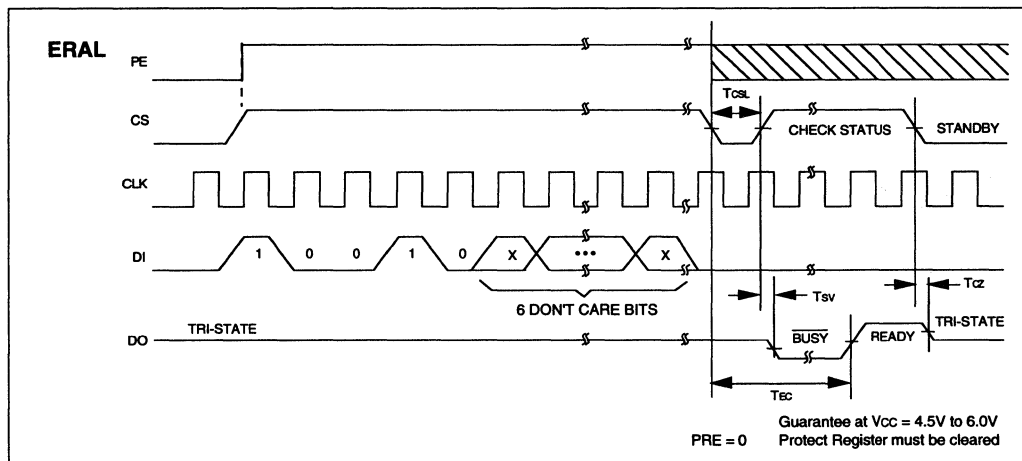 ERAL
PE
TCSL
CS
CHECK STATUS
STANDBY
CLK
DI
1
0
0
1
0
X
•••
X
6 DON'T CARE BITS
TSV
TCZ
TRI-STATE
DO
BUSY
READY
TRI-STATE
TEC
Guarantee at VCC = 4.5V to 6.0V
PRE = 0 Protect Register must be cleared